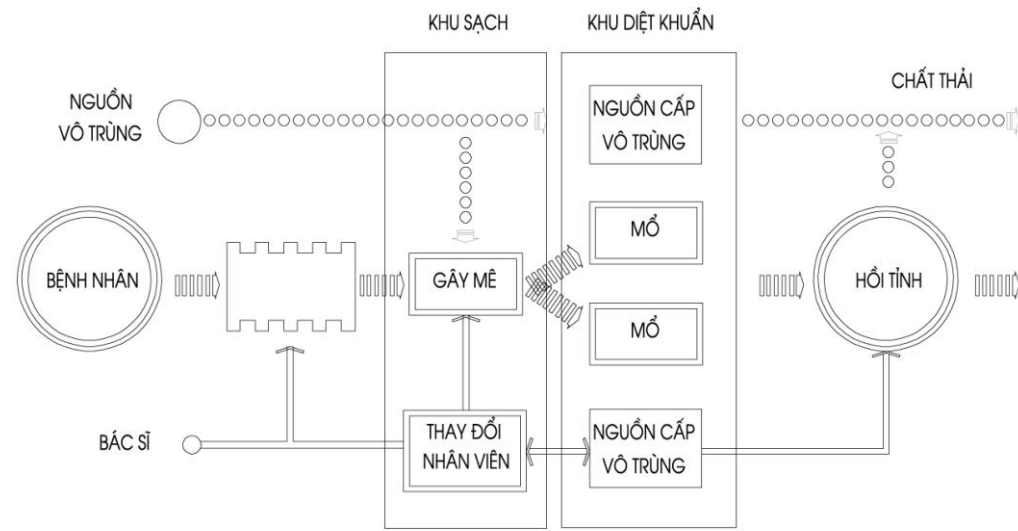 KHU SẠCH
KHU DIỆT KHUẨN
CHẤT THẢI
NGUỒN
VÔ TRÙNG
NGUỒN CẤP
VÔ TRÙNG
MỔ
BỆNH NHÂN
GÂY MÊ
HỒI TỈNH
MỔ
BÁC SĨ
THAY ĐỔI
NHÂN VIÊN
NGUỒN CẤP
VÔ TRÙNG